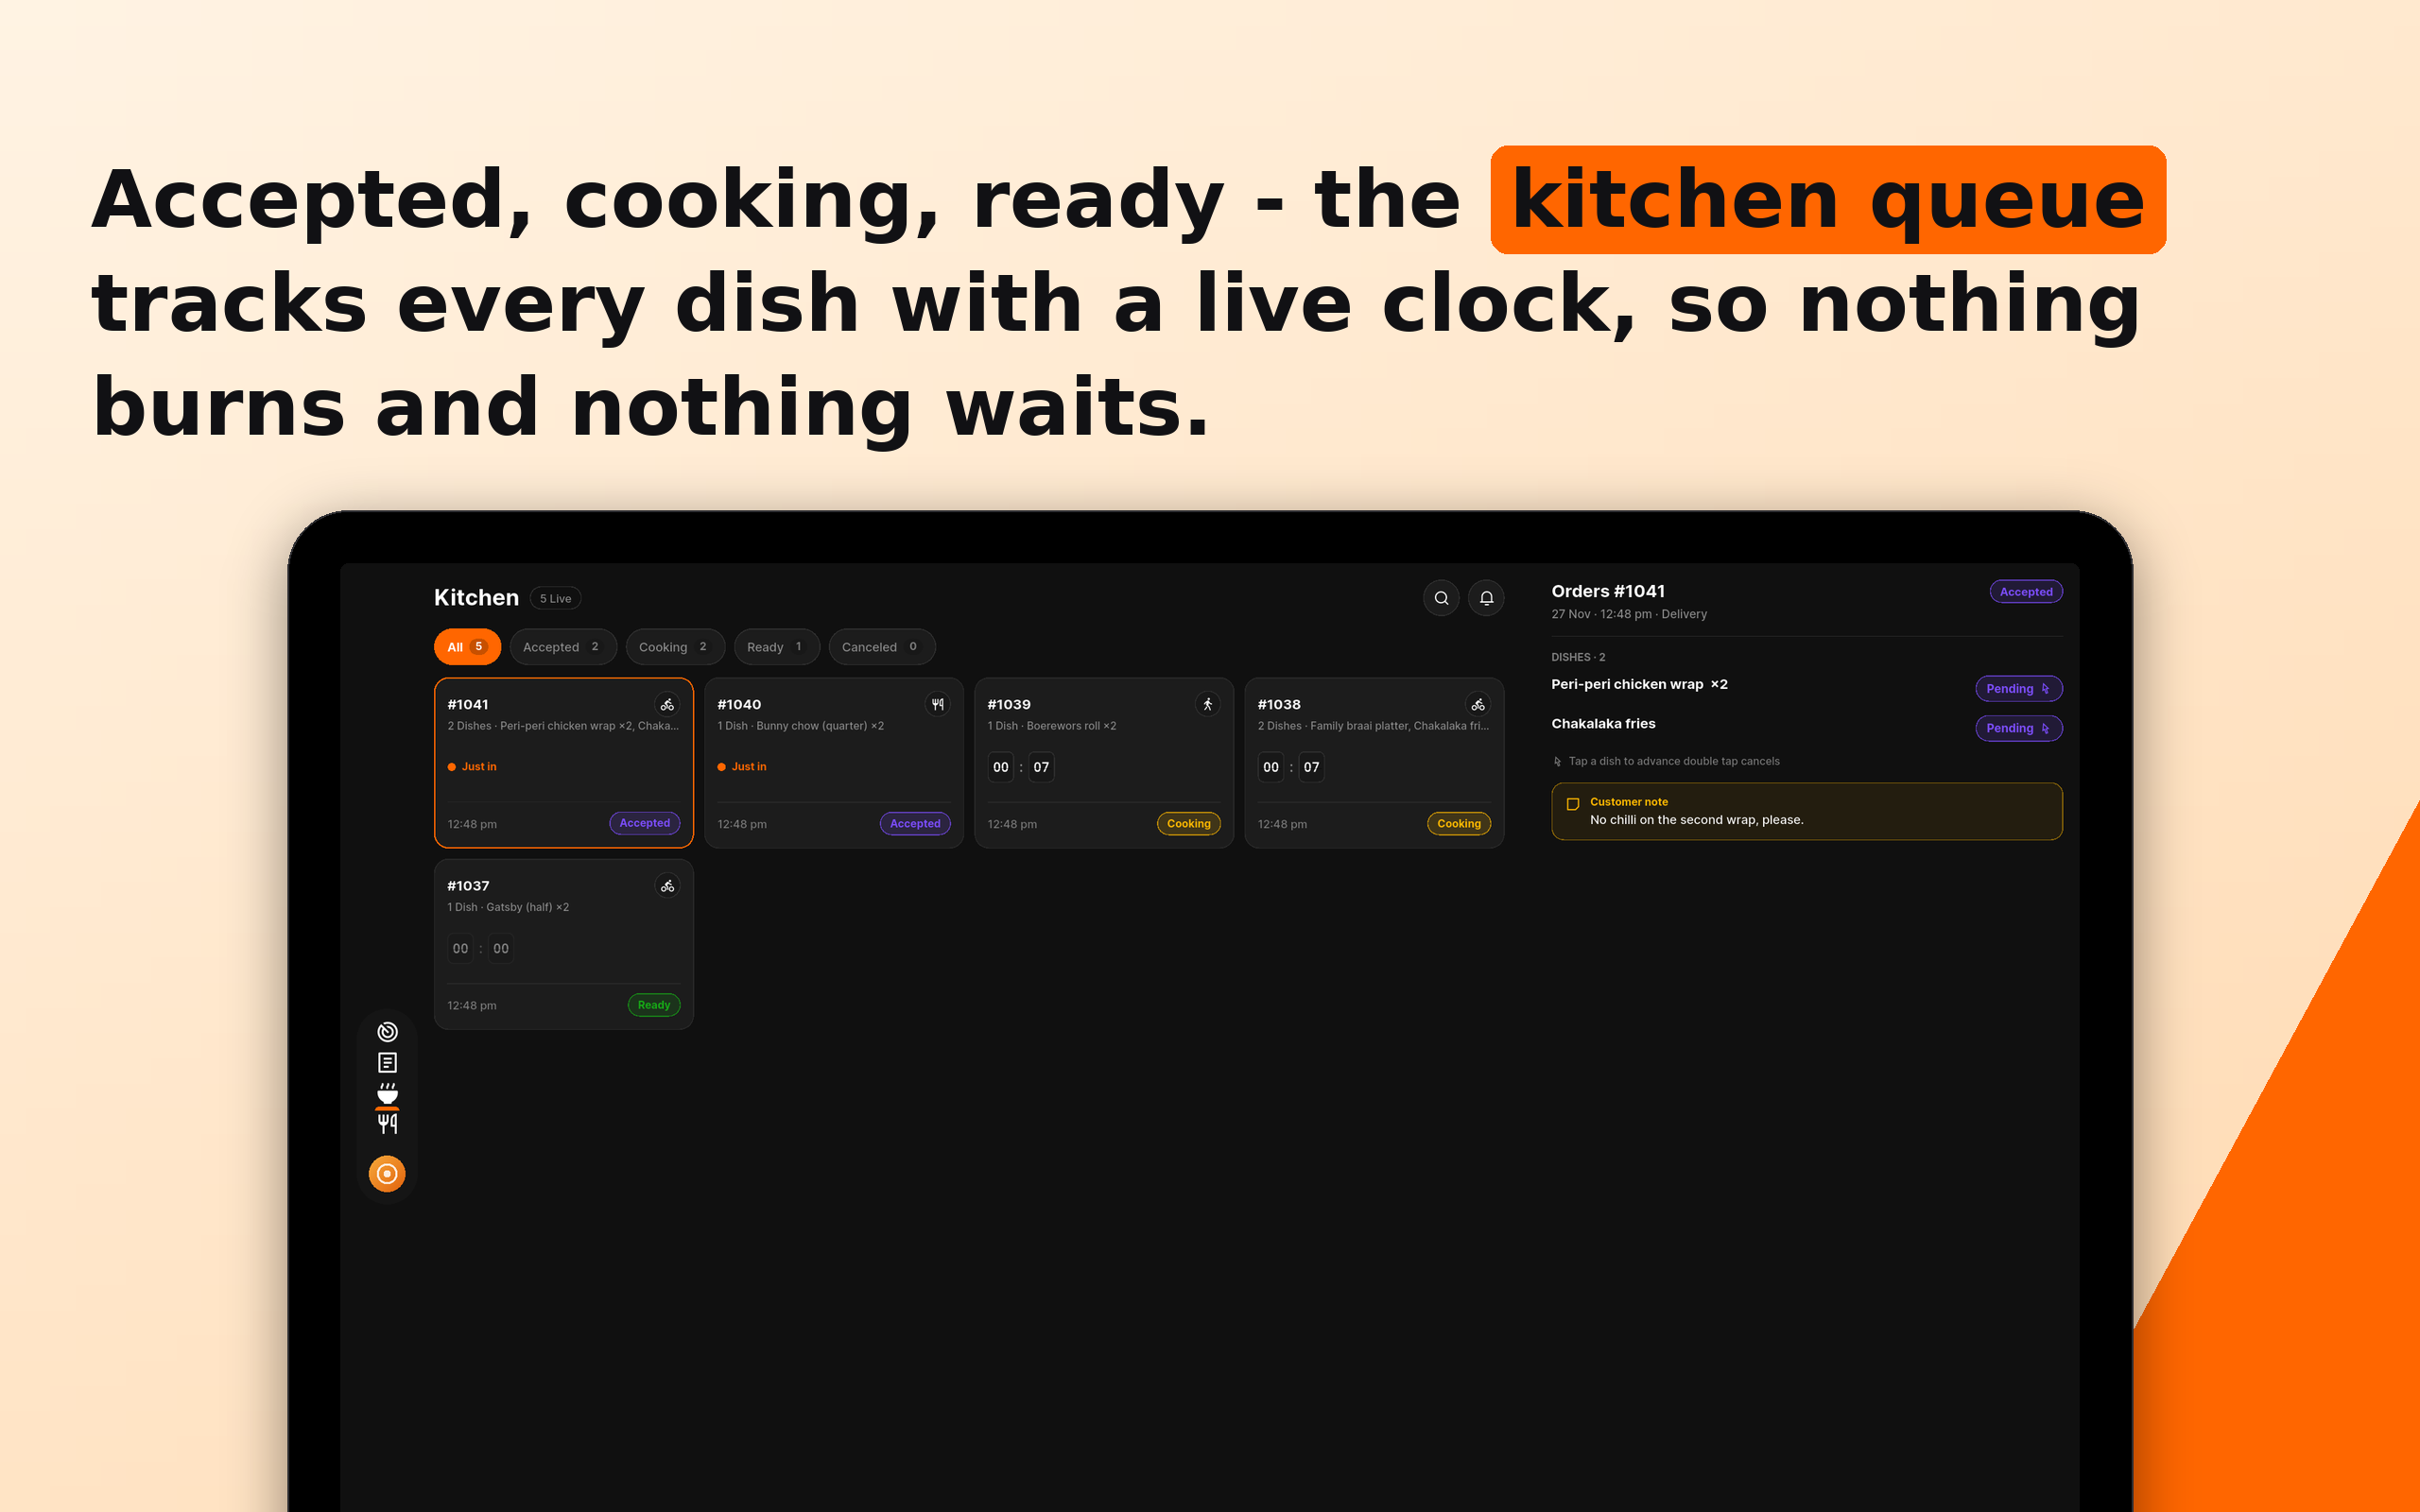 Accepted, cooking, ready - the kitchen queue
tracks every dish with a live clock, so nothing
burns and nothing waits.
Kitchen
5 Live
All 5
Accepted 2
Cooking 2
Ready 1
Canceled 0
#1041
2 Dishes · Peri-peri chicken wrap ×2, Chaka...
Just in
12:48 pm
Accepted
#1040
1 Dish · Bunny chow (quarter) ×2
Just in
12:48 pm
Accepted
#1039
1 Dish · Boerewors roll ×2
00 : 07
12:48 pm
Cooking
#1038
2 Dishes · Family braai platter, Chakalaka fri...
00 : 07
12:48 pm
Cooking
#1037
1 Dish · Gatsby (half) ×2
00 : 00
12:48 pm
Ready
Orders #1041
Accepted
27 Nov · 12:48 pm · Delivery
DISHES · 2
Peri-peri chicken wrap ×2
Pending
Chakalaka fries
Pending
Tap a dish to advance double tap cancels
Customer note
No chilli on the second wrap, please.